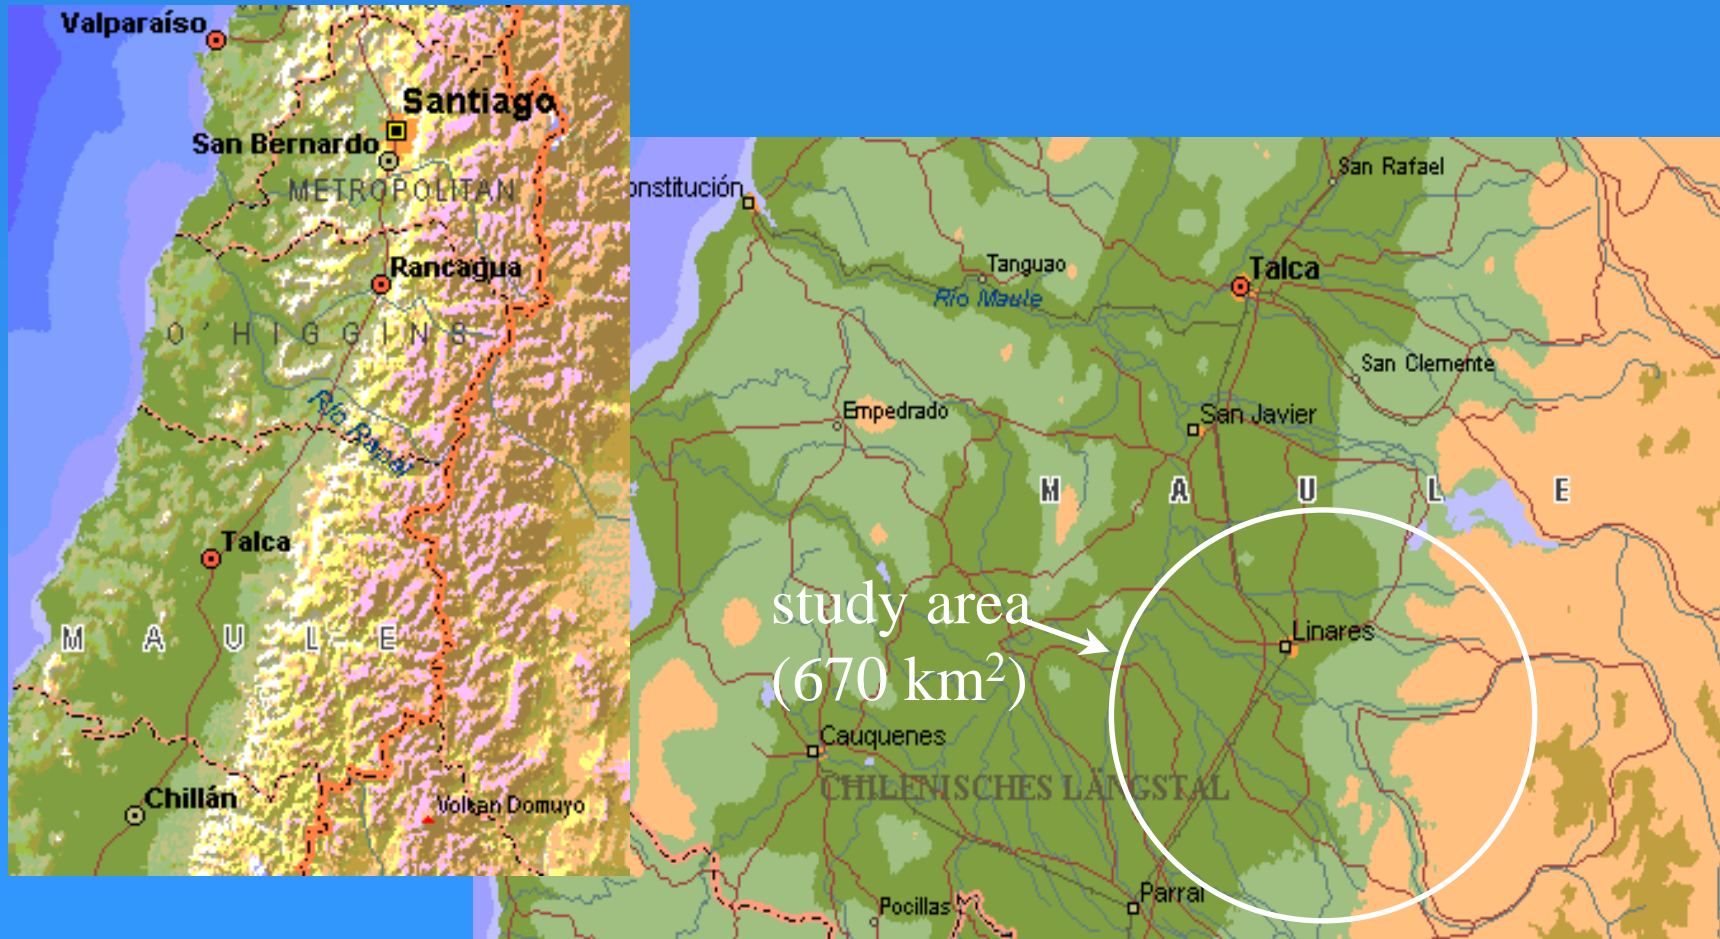 Valparaíso
Santiago
San Bernardo
METROPOLITAN
Rancagua
O'HIGGINS
Río Rapel
Talca
MAULE
Chillán
Volkan Domuyo
onstitución
San Rafael
Tanguao
Talca
Río Maule
San Clemente
Empedrado
San Javier
MAULE
study area
(670 km²)
Linares
Cauquenes
CHILENISCHES LÄNGSTAL
Parral
Pocillas